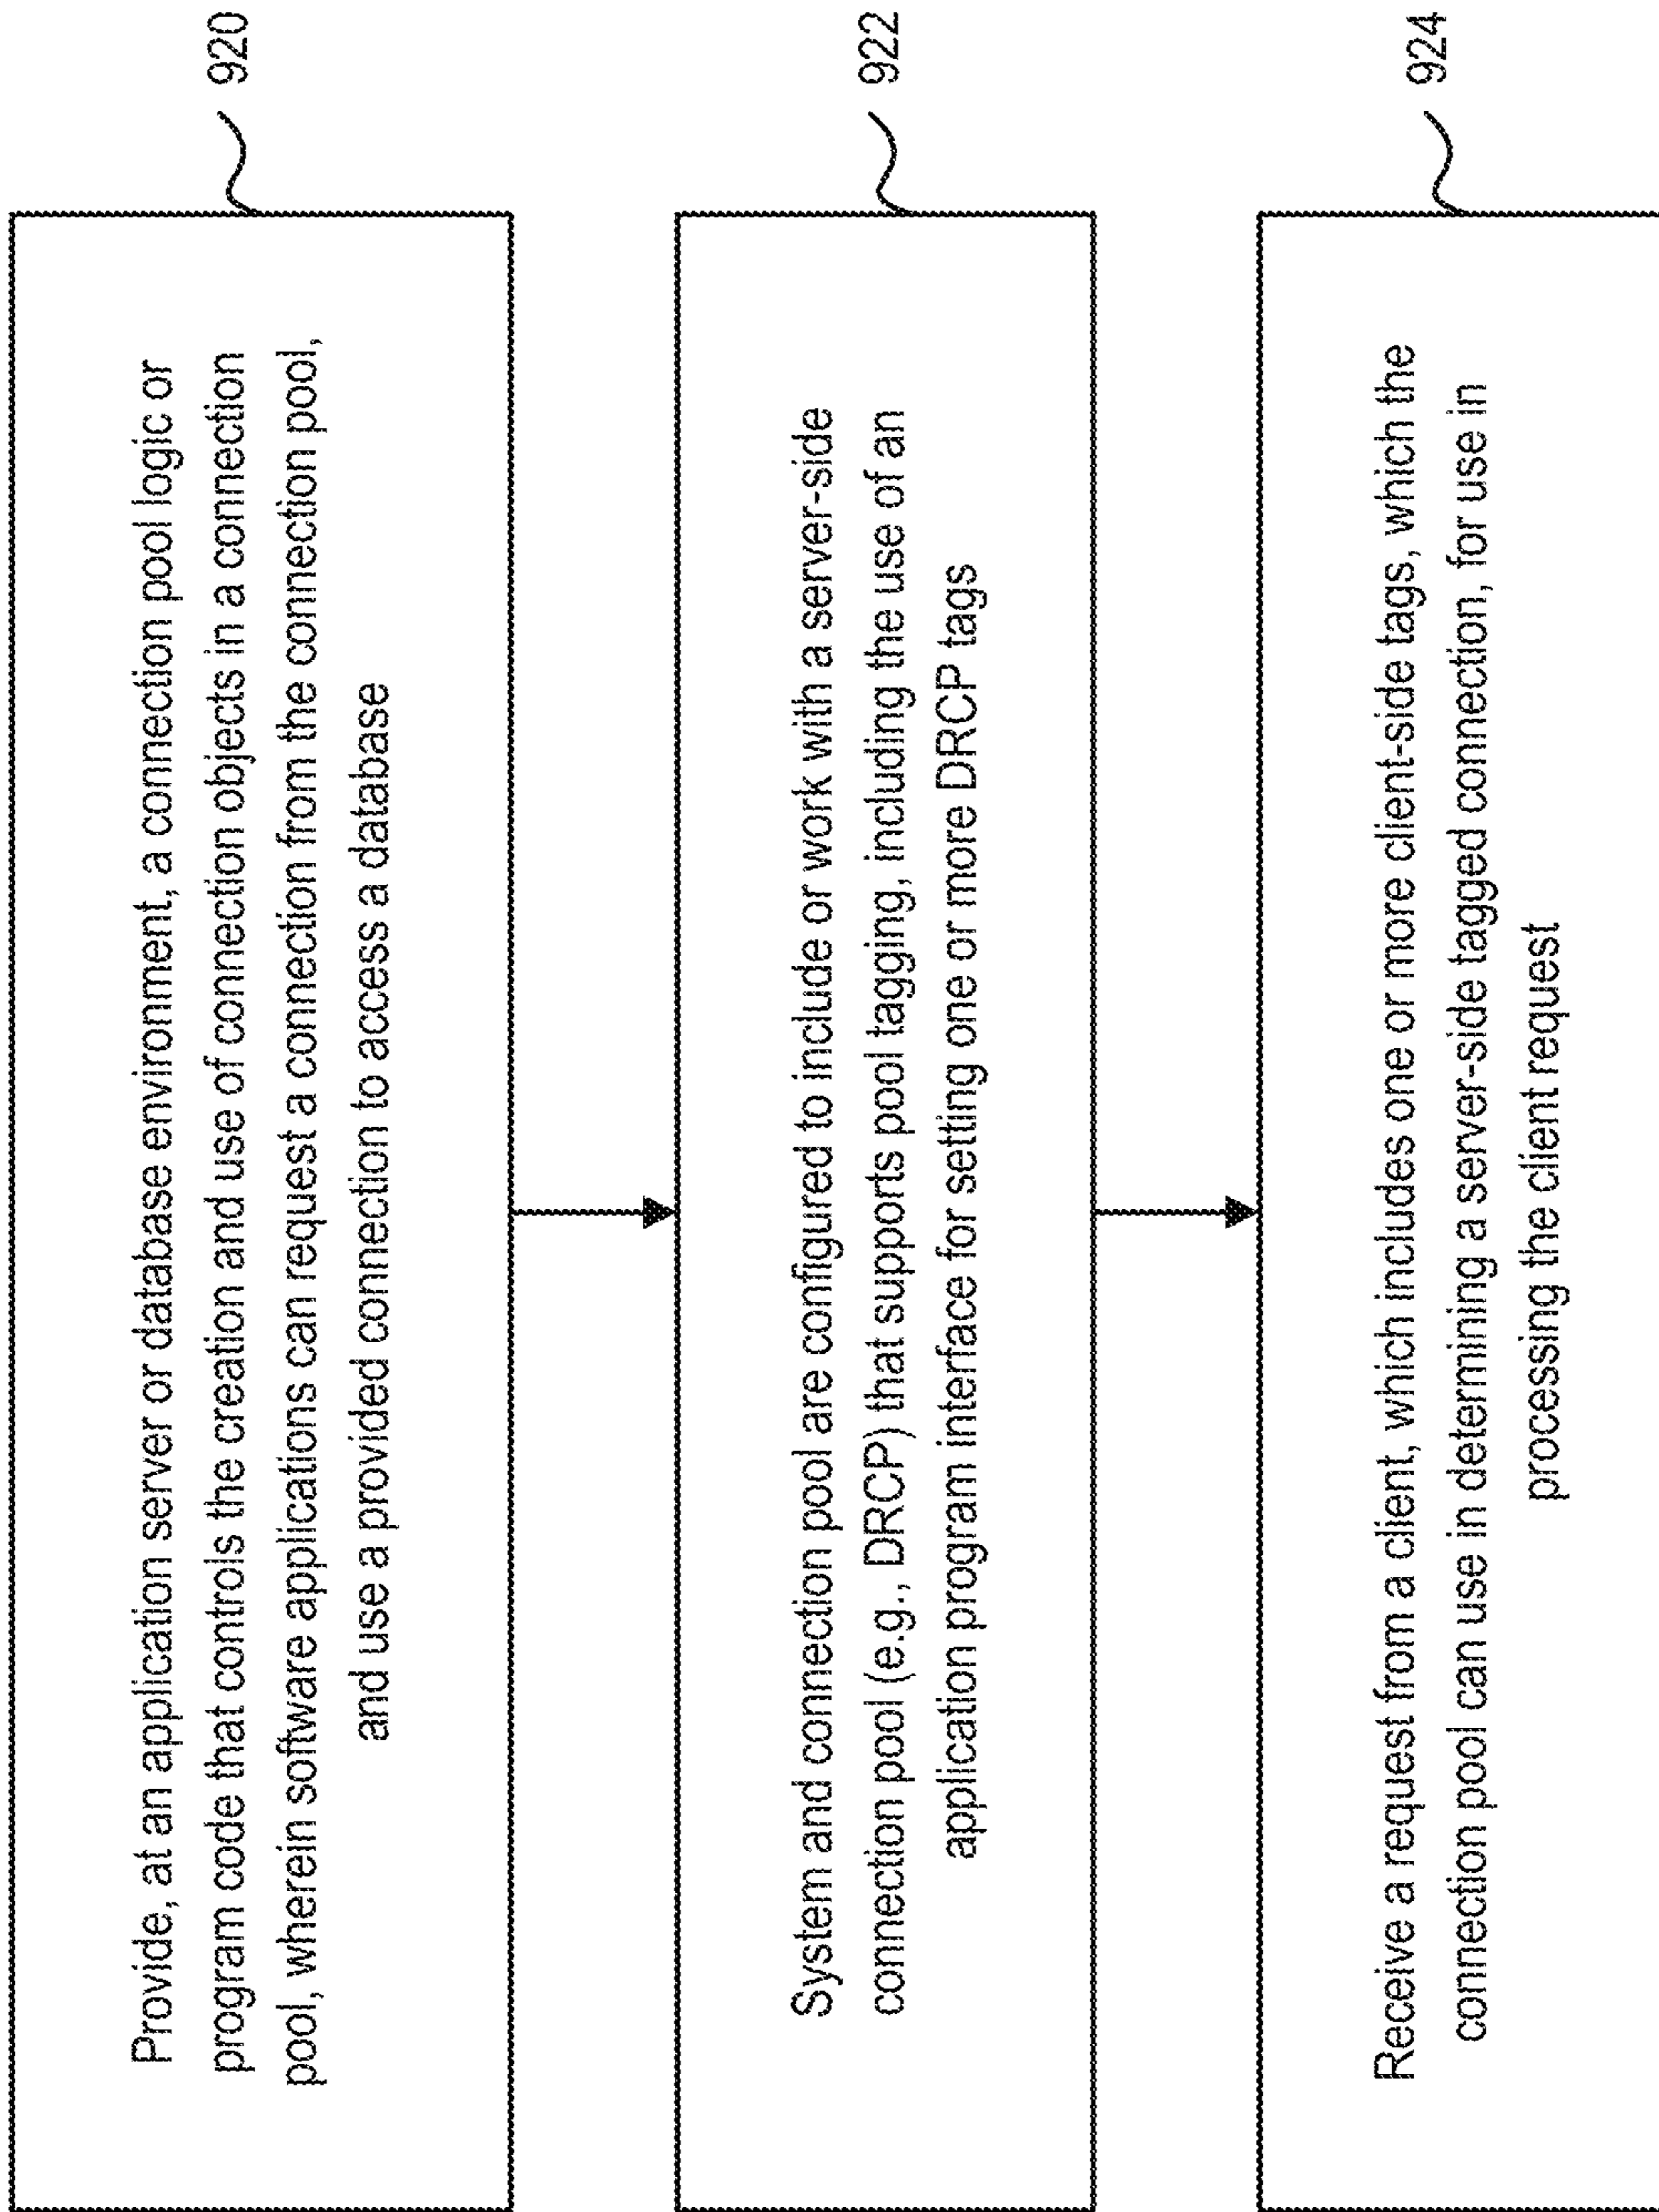 Provide, at an application server or database environment, a connection pool logic or
program code that controls the creation and use of connection objects in a connection
pool, wherein software applications can request a connection from the connection pool,
and use a provided connection to access a database
920
System and connection pool are configured to include or work with a server-side
connection pool (e.g., DRCP) that supports pool tagging, including the use of an
application program interface for setting one or more DRCP tags
922
Receive a request from a client, which includes one or more client-side tags, which the
connection pool can use in determining a server-side tagged connection, for use in
processing the client request
924